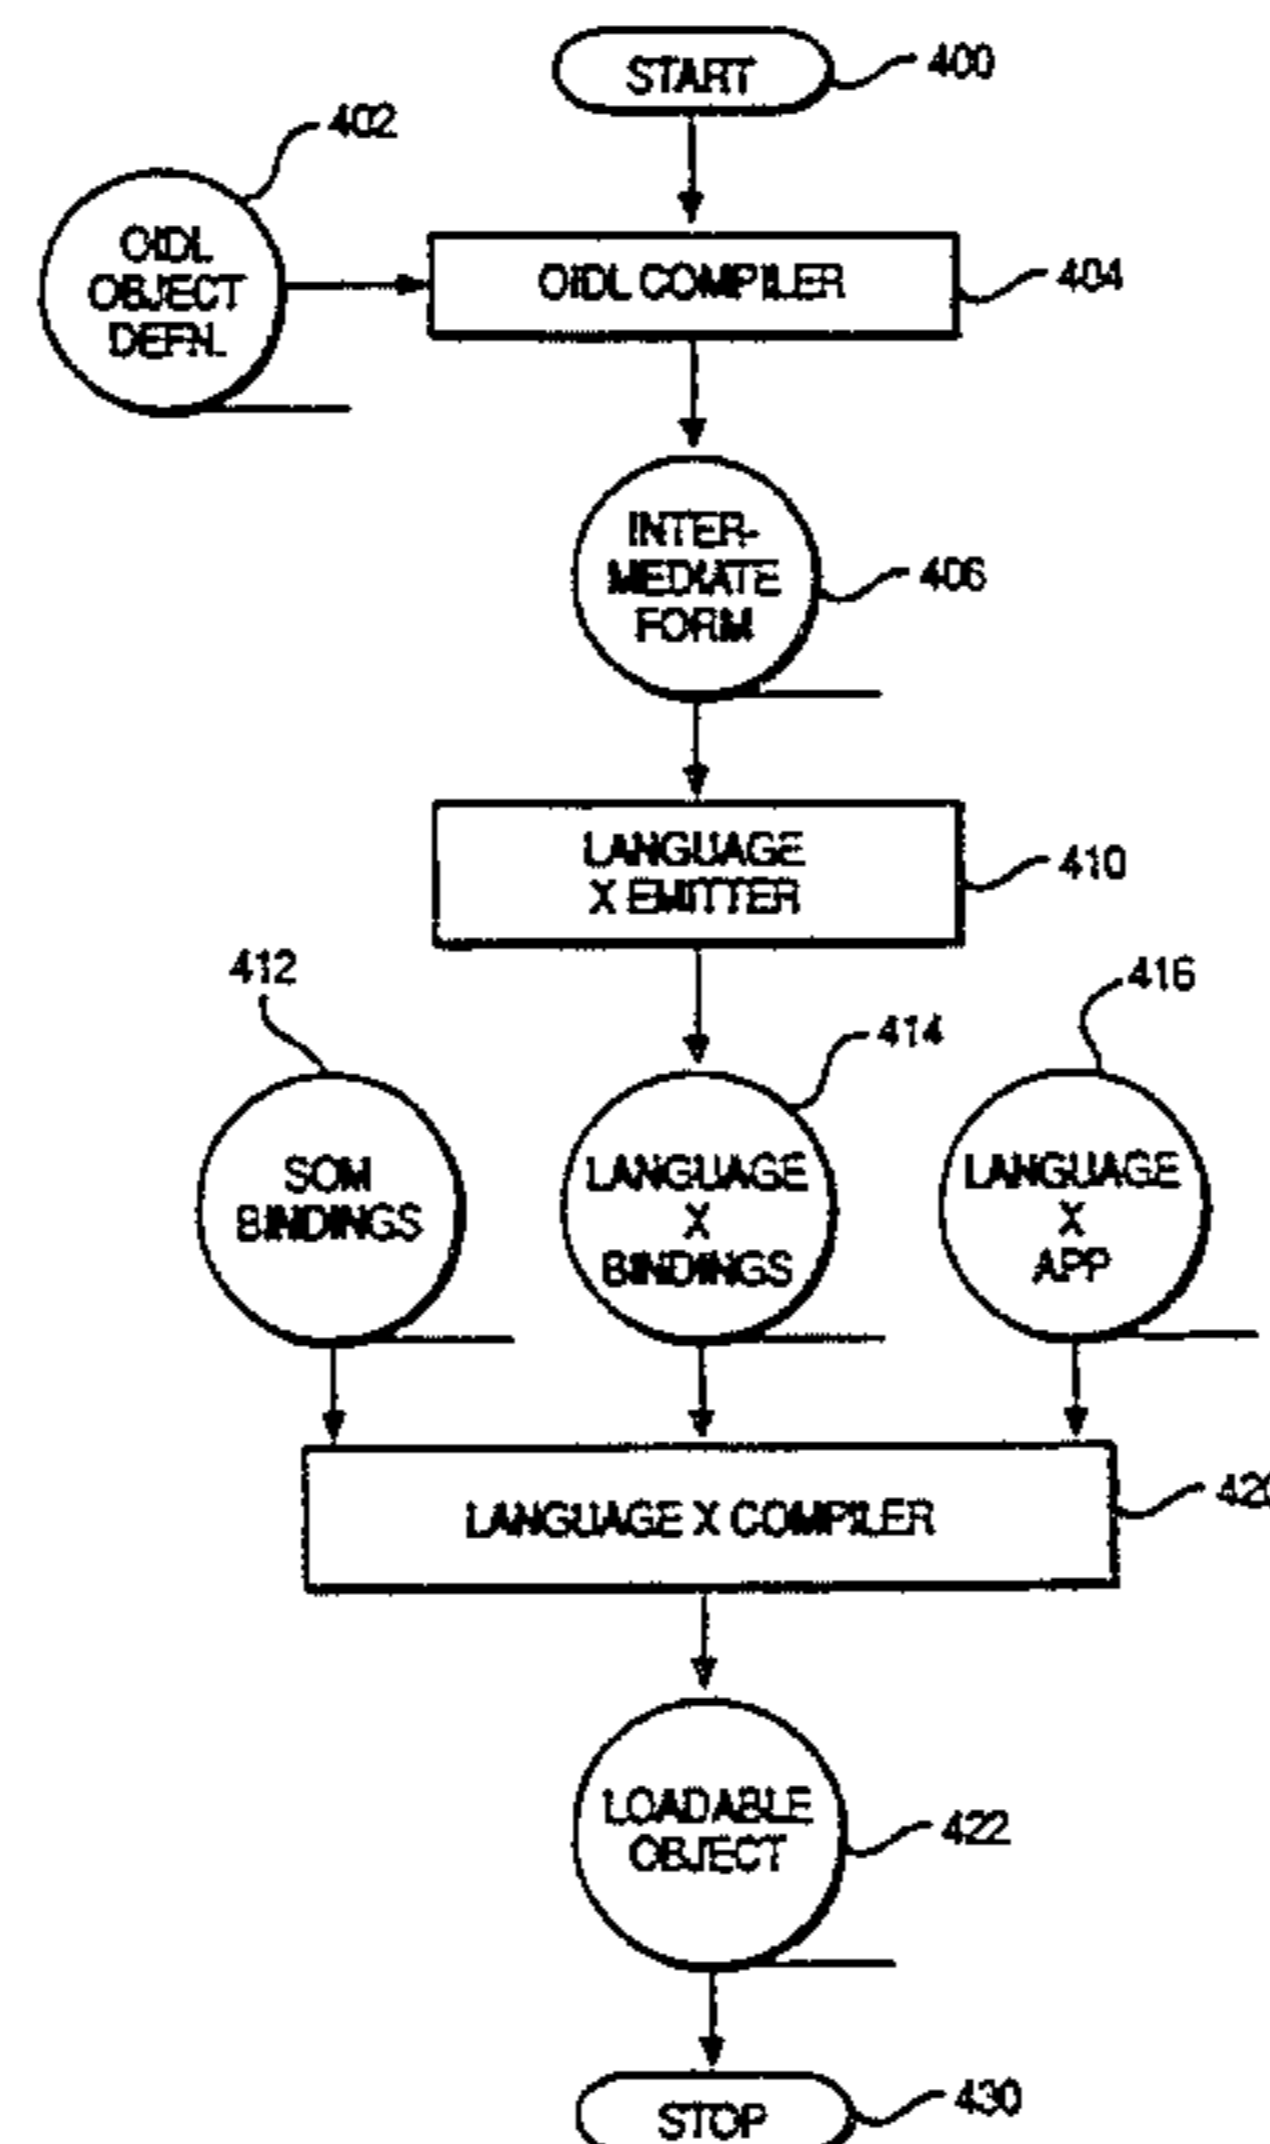 START
400
402
OIDL
OBJECT
DEFN.
OIDL COMPILER
404
INTER-
MEDIATE
FORM
406
LANGUAGE
X EMITTER
410
412
414
416
SOM
BINDINGS
LANGUAGE
X
BINDINGS
LANGUAGE
X
APP
LANGUAGE X COMPILER
420
LOADABLE
OBJECT
422
STOP
430